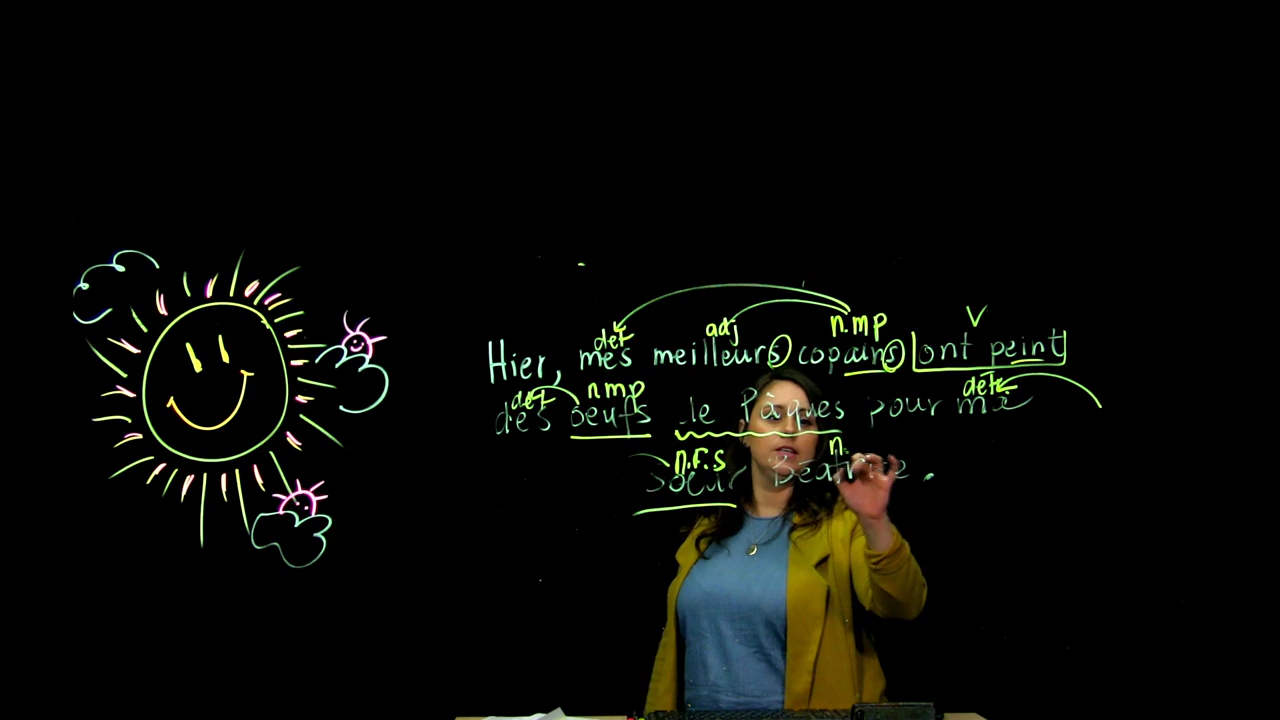 V
det adj n.mp
Hier, mes meilleurs copains ont peint
det nmp det
des oeufs de Pâques pour ma
n.f.s n.
soeur Béatrice.